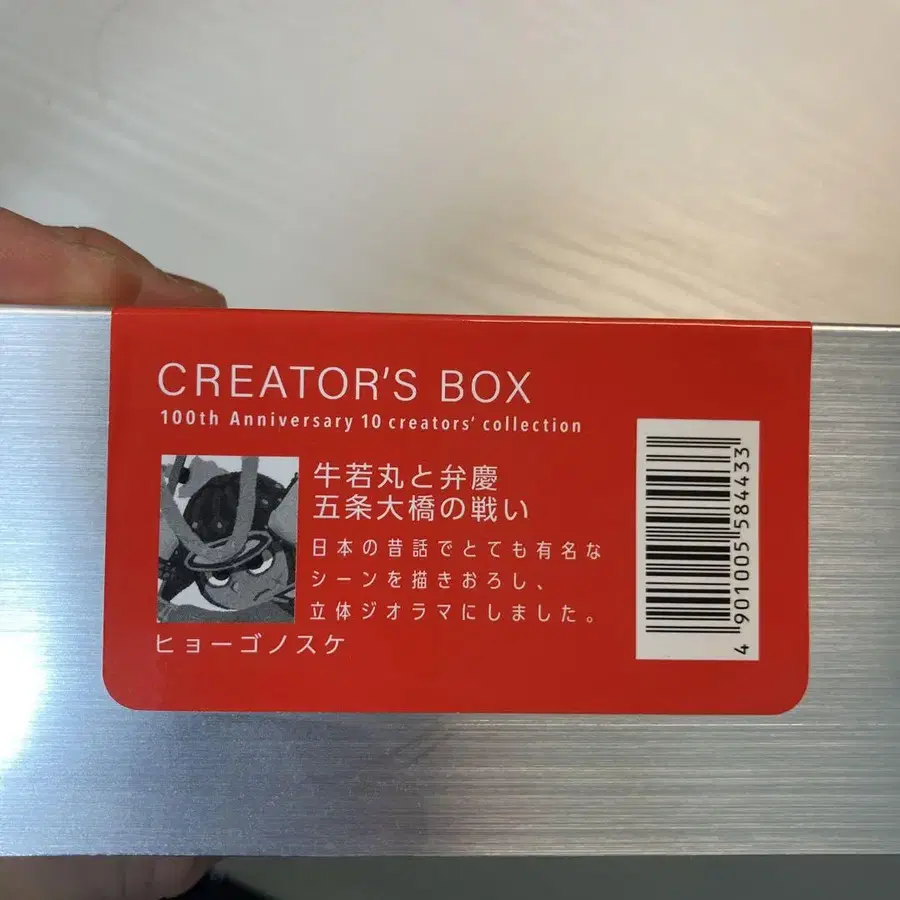 CREATOR'S BOX
100th Anniversary 10 creators' collection
牛若丸と弁慶
五条大橋の戦い
日本の昔話でとても有名な
シーンを描きおろし、
立体ジオラマにしました。
ヒョーゴノスケ
4 901005 584433